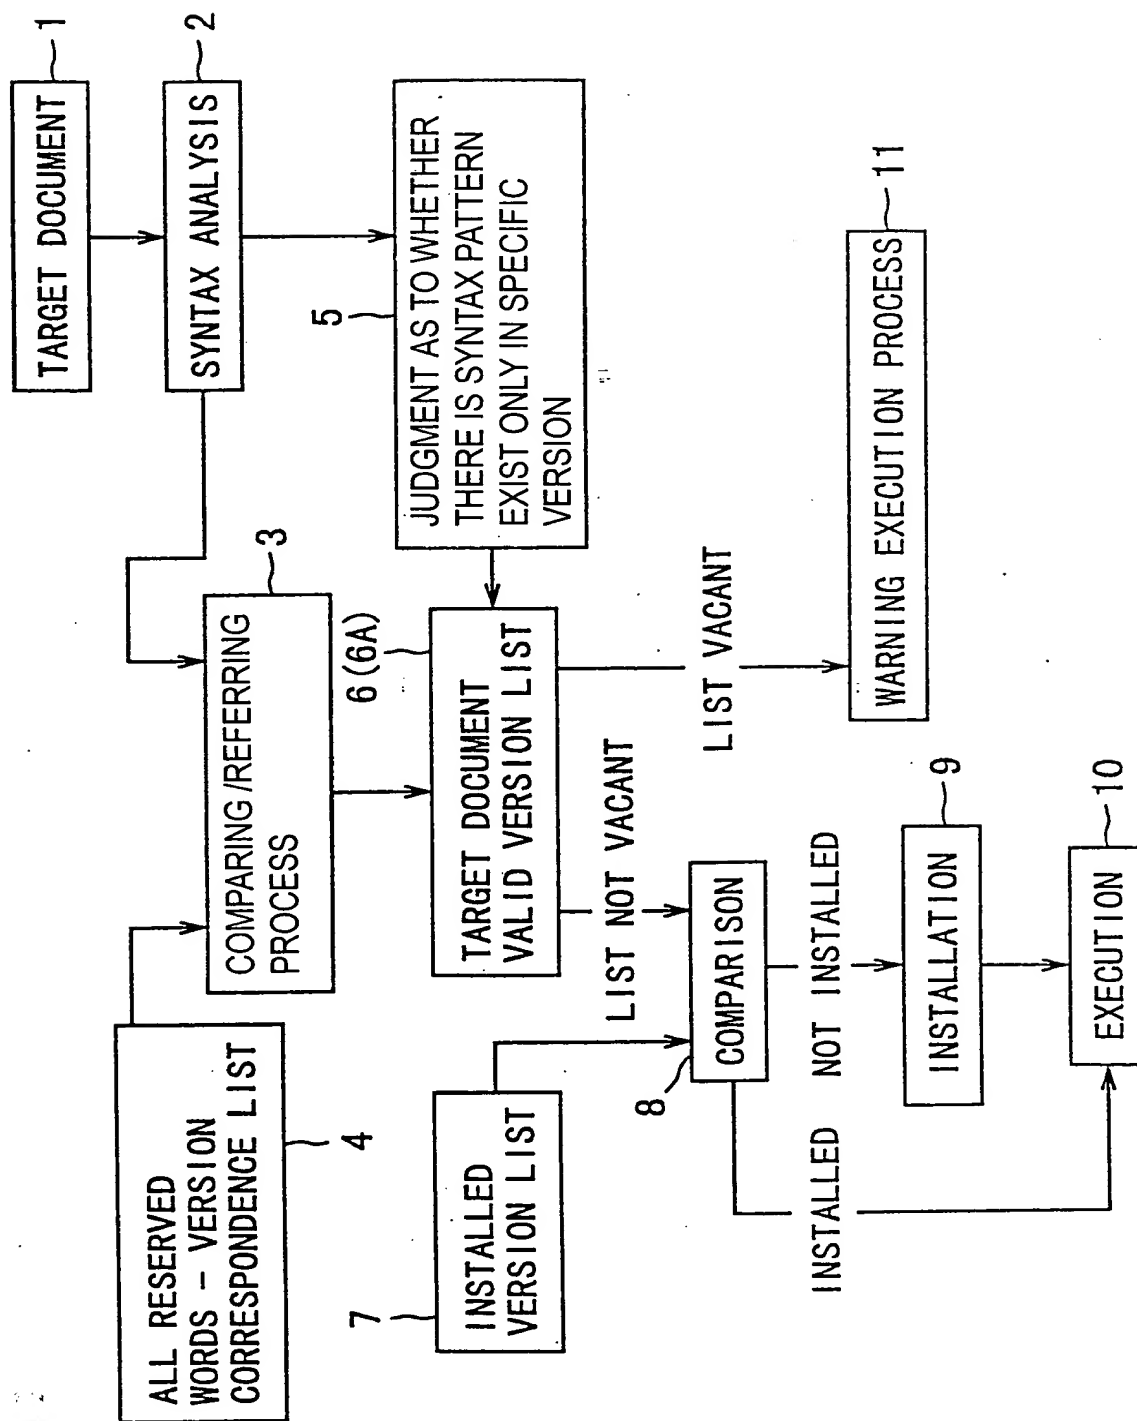 1
TARGET DOCUMENT
2
SYNTAX ANALYSIS
5
JUDGMENT AS TO WHETHER
THERE IS SYNTAX PATTERN
EXIST ONLY IN SPECIFIC
VERSION
3
COMPARING/REFERRING
PROCESS
ALL RESERVED
WORDS - VERSION
CORRESPONDENCE LIST
4
6(6A)
TARGET DOCUMENT
VALID VERSION LIST
7
INSTALLED
VERSION LIST
LIST NOT VACANT
LIST VACANT
8
COMPARISON
11
WARNING EXECUTION PROCESS
INSTALLED
NOT INSTALLED
9
INSTALLATION
10
EXECUTION